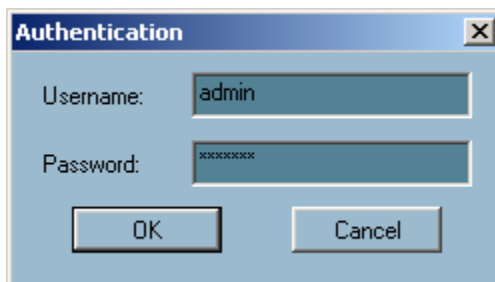 Authentication
Username: admin
Password: *******
OK Cancel